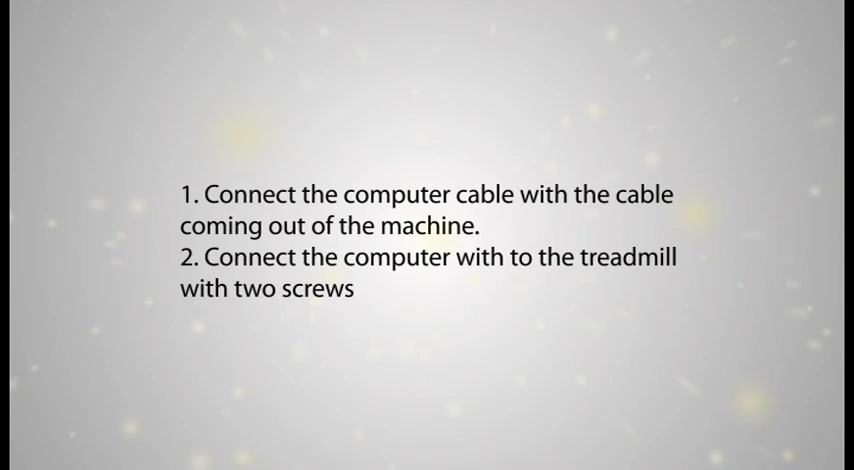 1. Connect the computer cable with the cable
coming out of the machine.
2. Connect the computer with to the treadmill
with two screws